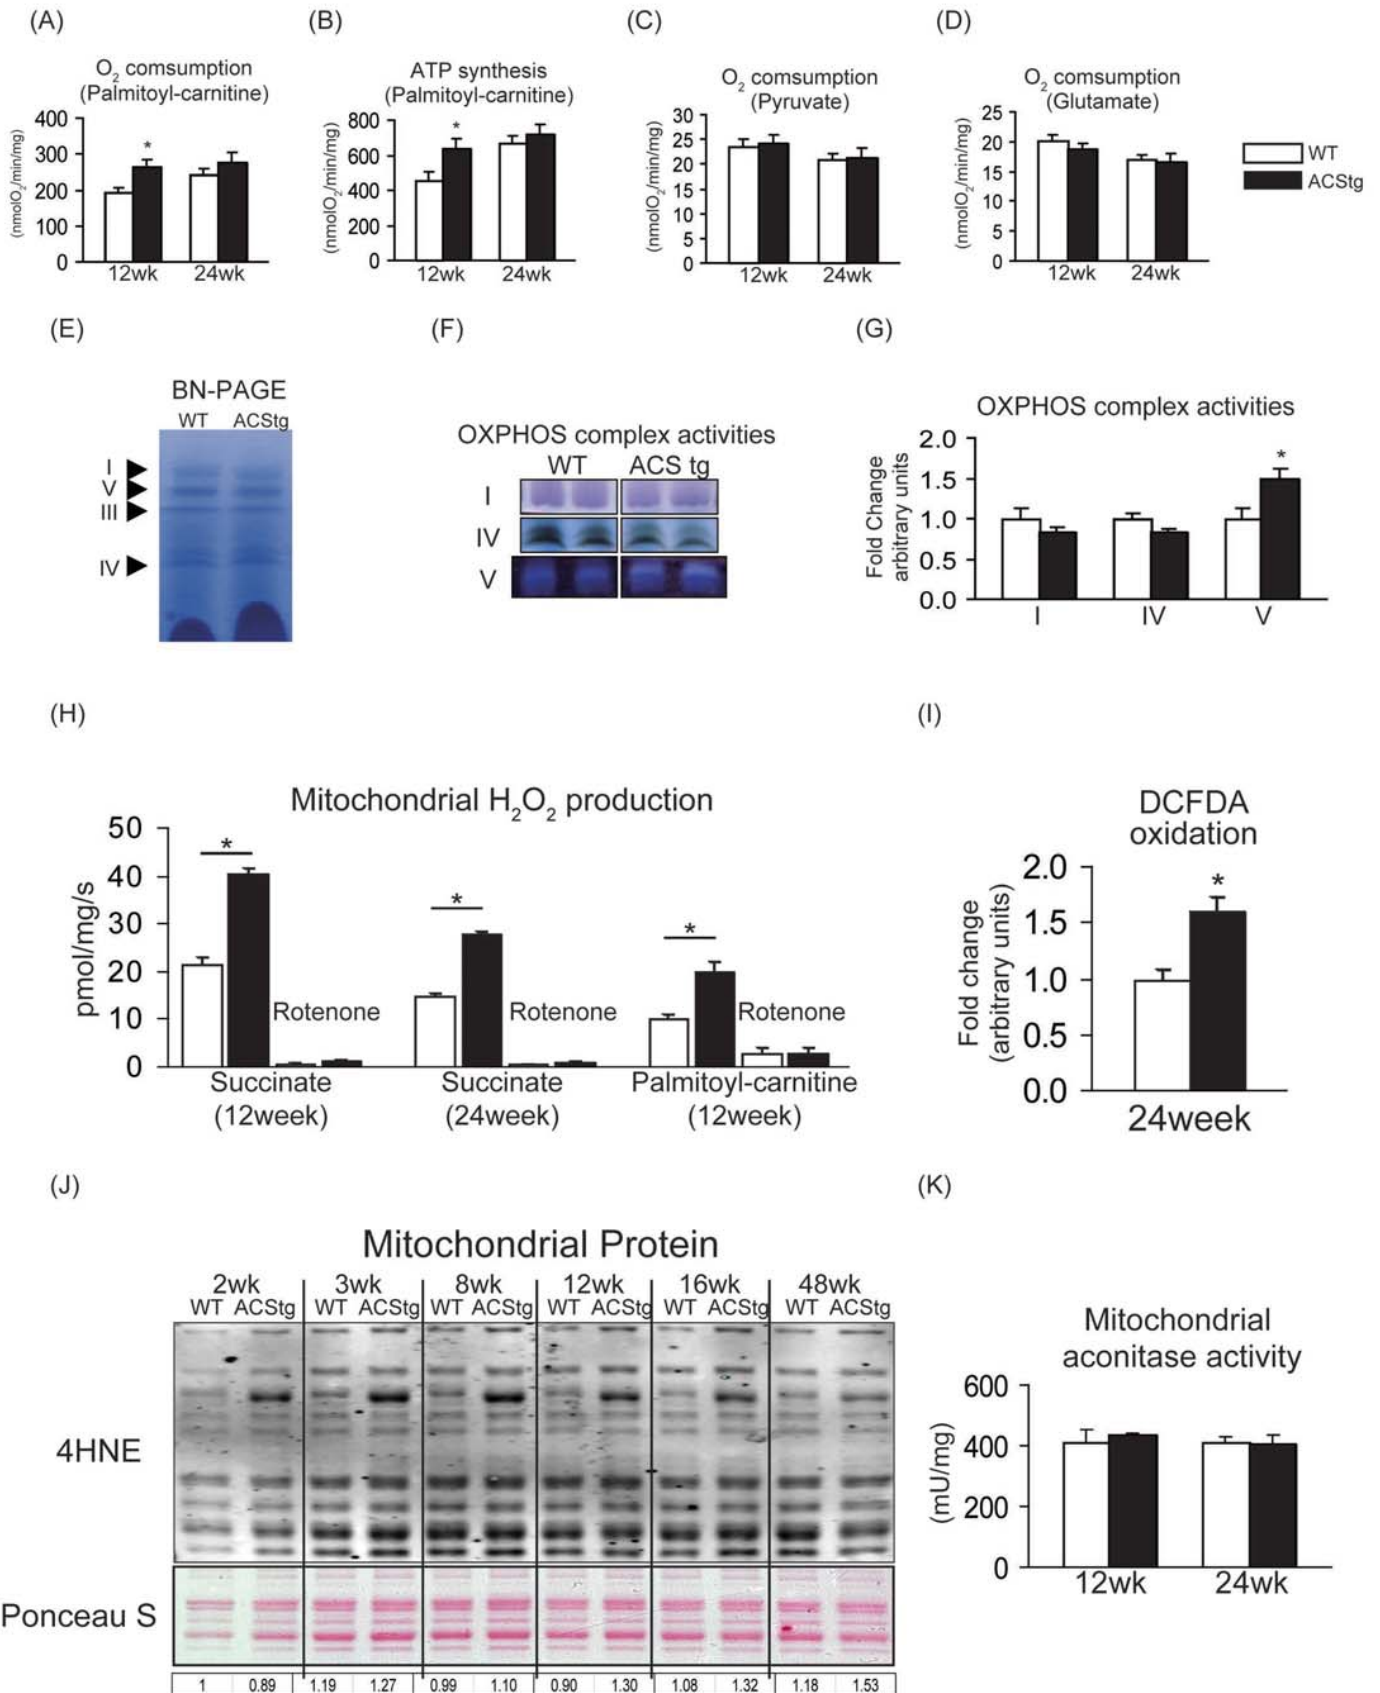 (A)
O2 comsumption
(Palmitoyl-carnitine)
(nmolO2/min/mg)
400
300
200
100
0
*
12wk 24wk
(B)
ATP synthesis
(Palmitoyl-carnitine)
(nmolO2/min/mg)
800
600
400
200
0
*
12wk 24wk
(C)
O2 comsumption
(Pyruvate)
(nmolO2/min/mg)
30
25
20
15
10
5
0
12wk 24wk
(D)
O2 comsumption
(Glutamate)
(nmolO2/min/mg)
25
20
15
10
5
0
12wk 24wk
WT
ACStg
(E)
BN-PAGE
WT ACStg
I
V
III
IV
(F)
OXPHOS complex activities
WT ACS tg
I
IV
V
(G)
OXPHOS complex activities
Fold Change
arbitrary units
2.0
1.5
1.0
0.5
0.0
*
I IV V
(H)
Mitochondrial H2O2 production
pmol/mg/s
50
40
30
20
10
0
* * *
Rotenone Rotenone Rotenone
Succinate Succinate Palmitoyl-carnitine
(12week) (24week) (12week)
(I)
DCFDA
oxidation
Fold change
(arbitrary units)
2.0
1.5
1.0
0.5
0.0
*
24week
(J)
Mitochondrial Protein
2wk 3wk 8wk 12wk 16wk 48wk
WT ACStg WT ACStg WT ACStg WT ACStg WT ACStg WT ACStg
4HNE
Ponceau S
1 0.89 1.19 1.27 0.99 1.10 0.90 1.30 1.08 1.32 1.18 1.53
(K)
Mitochondrial
aconitase activity
(mU/mg)
600
400
200
0
12wk 24wk